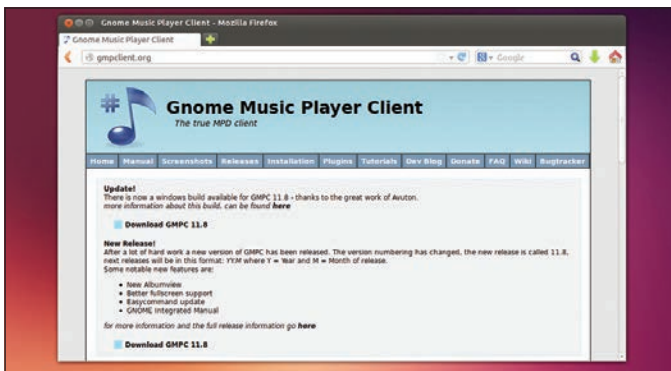 Gnome Music Player Client - Mozilla Firefox
Gnome Music Player Client
gmpclient.org
Google
Gnome Music Player Client
The true MPD client
Home Manual Screenshots Releases Installation Plugins Tutorials Dev Blog Donate FAQ Wiki Bugtracker
Update!
There is now a windows build available for GMPC 11.8 - thanks to the great work of Avuton.
more information about this build, can be found here
Download GMPC 11.8
New Release!
After a lot of hard work a new version of GMPC has been released. The version numbering has changed, the new release is called 11.8,
next releases will be in this format: YY.M where Y = Year and M = Month of release.
Some notable new features are:
• New Albumview
• Better fullscreen support
• Easycommand update
• GNOME Integrated Manual
for more information and the full release information go here
Download GMPC 11.8